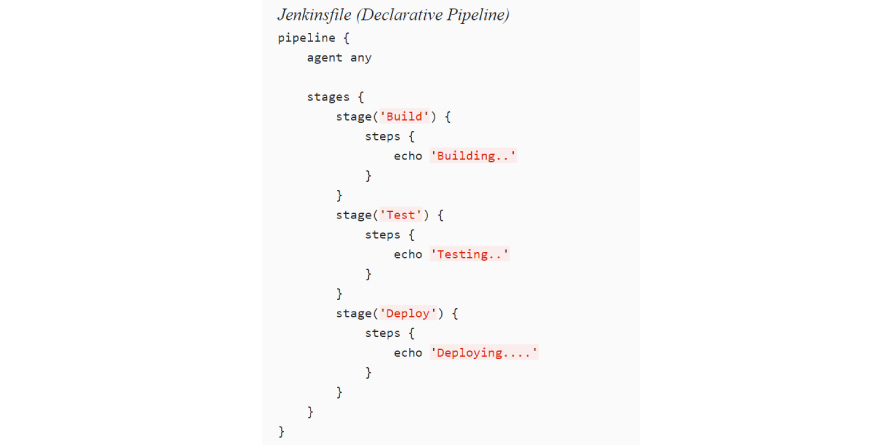 Jenkinsfile (Declarative Pipeline)
pipeline {
    agent any

    stages {
        stage('Build') {
            steps {
                echo 'Building..'
            }
        }
        stage('Test') {
            steps {
                echo 'Testing..'
            }
        }
        stage('Deploy') {
            steps {
                echo 'Deploying....'
            }
        }
    }
}